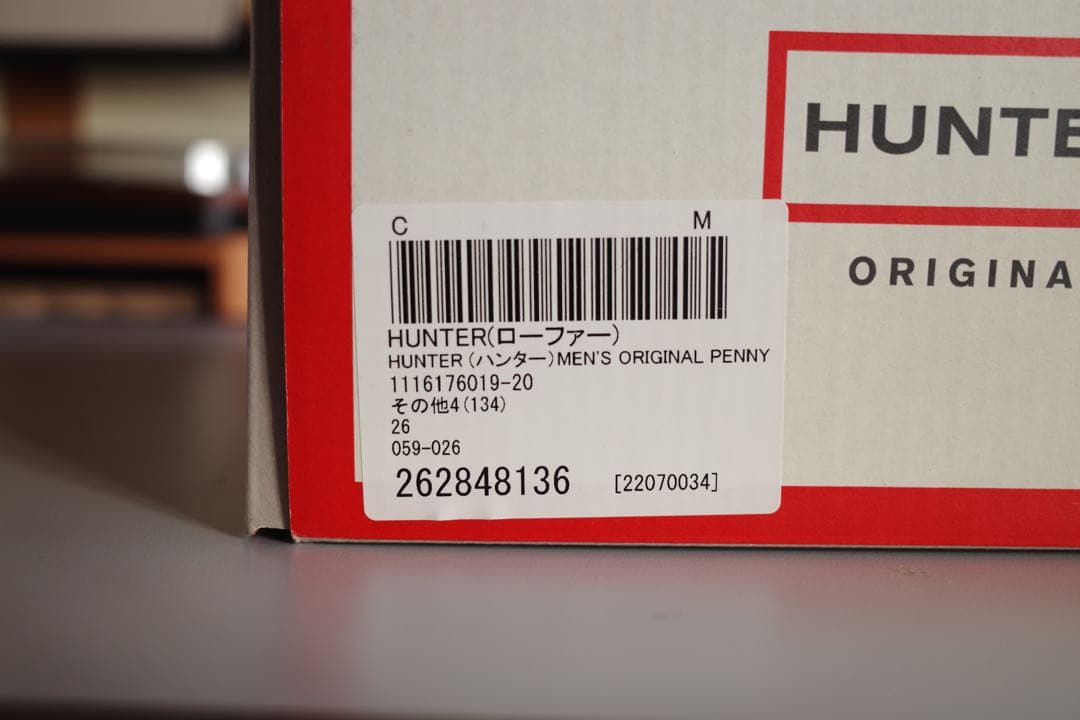 HUNTE
ORIGINA
C M
HUNTER(ローファー)
HUNTER (ハンター)MEN'S ORIGINAL PENNY
1116176019-20
その他4(134)
26
059-026
262848136 [22070034]